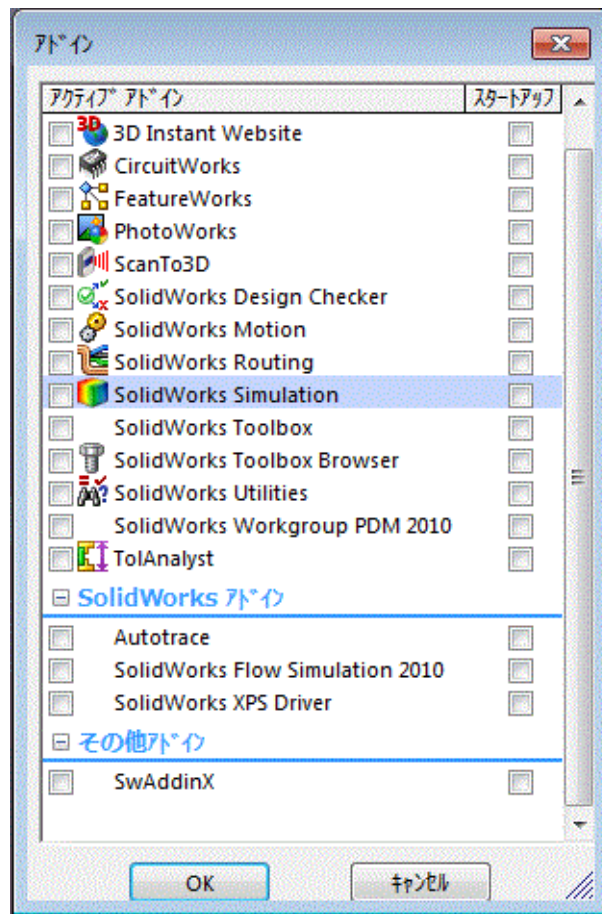 ｱﾄﾞｲﾝ
ｱｸﾃｨﾌﾞ ｱﾄﾞｲﾝ ｽﾀｰﾄｱｯﾌﾟ
3D 3D Instant Website
CircuitWorks
FeatureWorks
PhotoWorks
ScanTo3D
SolidWorks Design Checker
SolidWorks Motion
SolidWorks Routing
SolidWorks Simulation
SolidWorks Toolbox
SolidWorks Toolbox Browser
SolidWorks Utilities
SolidWorks Workgroup PDM 2010
TolAnalyst
SolidWorks ｱﾄﾞｲﾝ
Autotrace
SolidWorks Flow Simulation 2010
SolidWorks XPS Driver
その他ｱﾄﾞｲﾝ
SwAddinX
OK ｷｬﾝｾﾙ